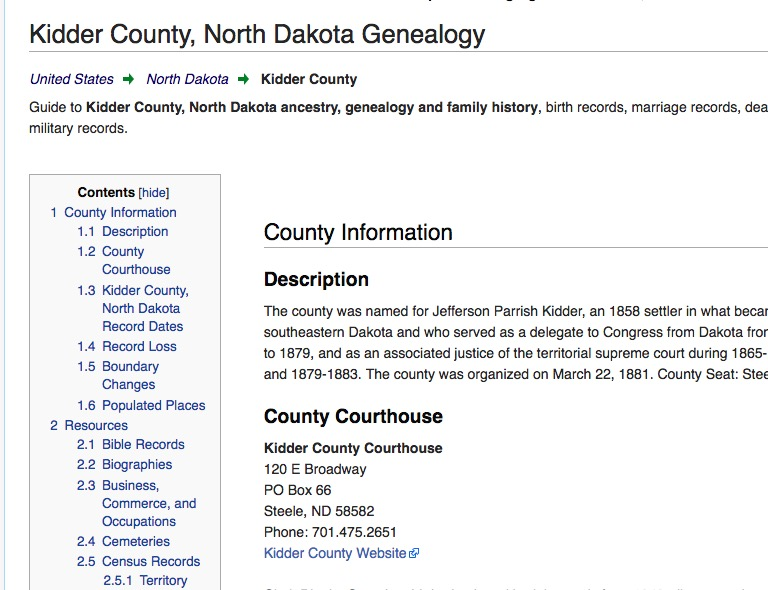 Kidder County, North Dakota Genealogy
United States → North Dakota → Kidder County
Guide to Kidder County, North Dakota ancestry, genealogy and family history, birth records, marriage records, dea
military records.
Contents [hide]
1 County Information
1.1 Description
1.2 County
Courthouse
1.3 Kidder County,
North Dakota
Record Dates
1.4 Record Loss
1.5 Boundary
Changes
1.6 Populated Places
2 Resources
2.1 Bible Records
2.2 Biographies
2.3 Business,
Commerce, and
Occupations
2.4 Cemeteries
2.5 Census Records
2.5.1 Territory
County Information
Description
The county was named for Jefferson Parrish Kidder, an 1858 settler in what becar
southeastern Dakota and who served as a delegate to Congress from Dakota fror
to 1879, and as an associated justice of the territorial supreme court during 1865-
and 1879-1883. The county was organized on March 22, 1881. County Seat: Stee
County Courthouse
Kidder County Courthouse
120 E Broadway
PO Box 66
Steele, ND 58582
Phone: 701.475.2651
Kidder County Website